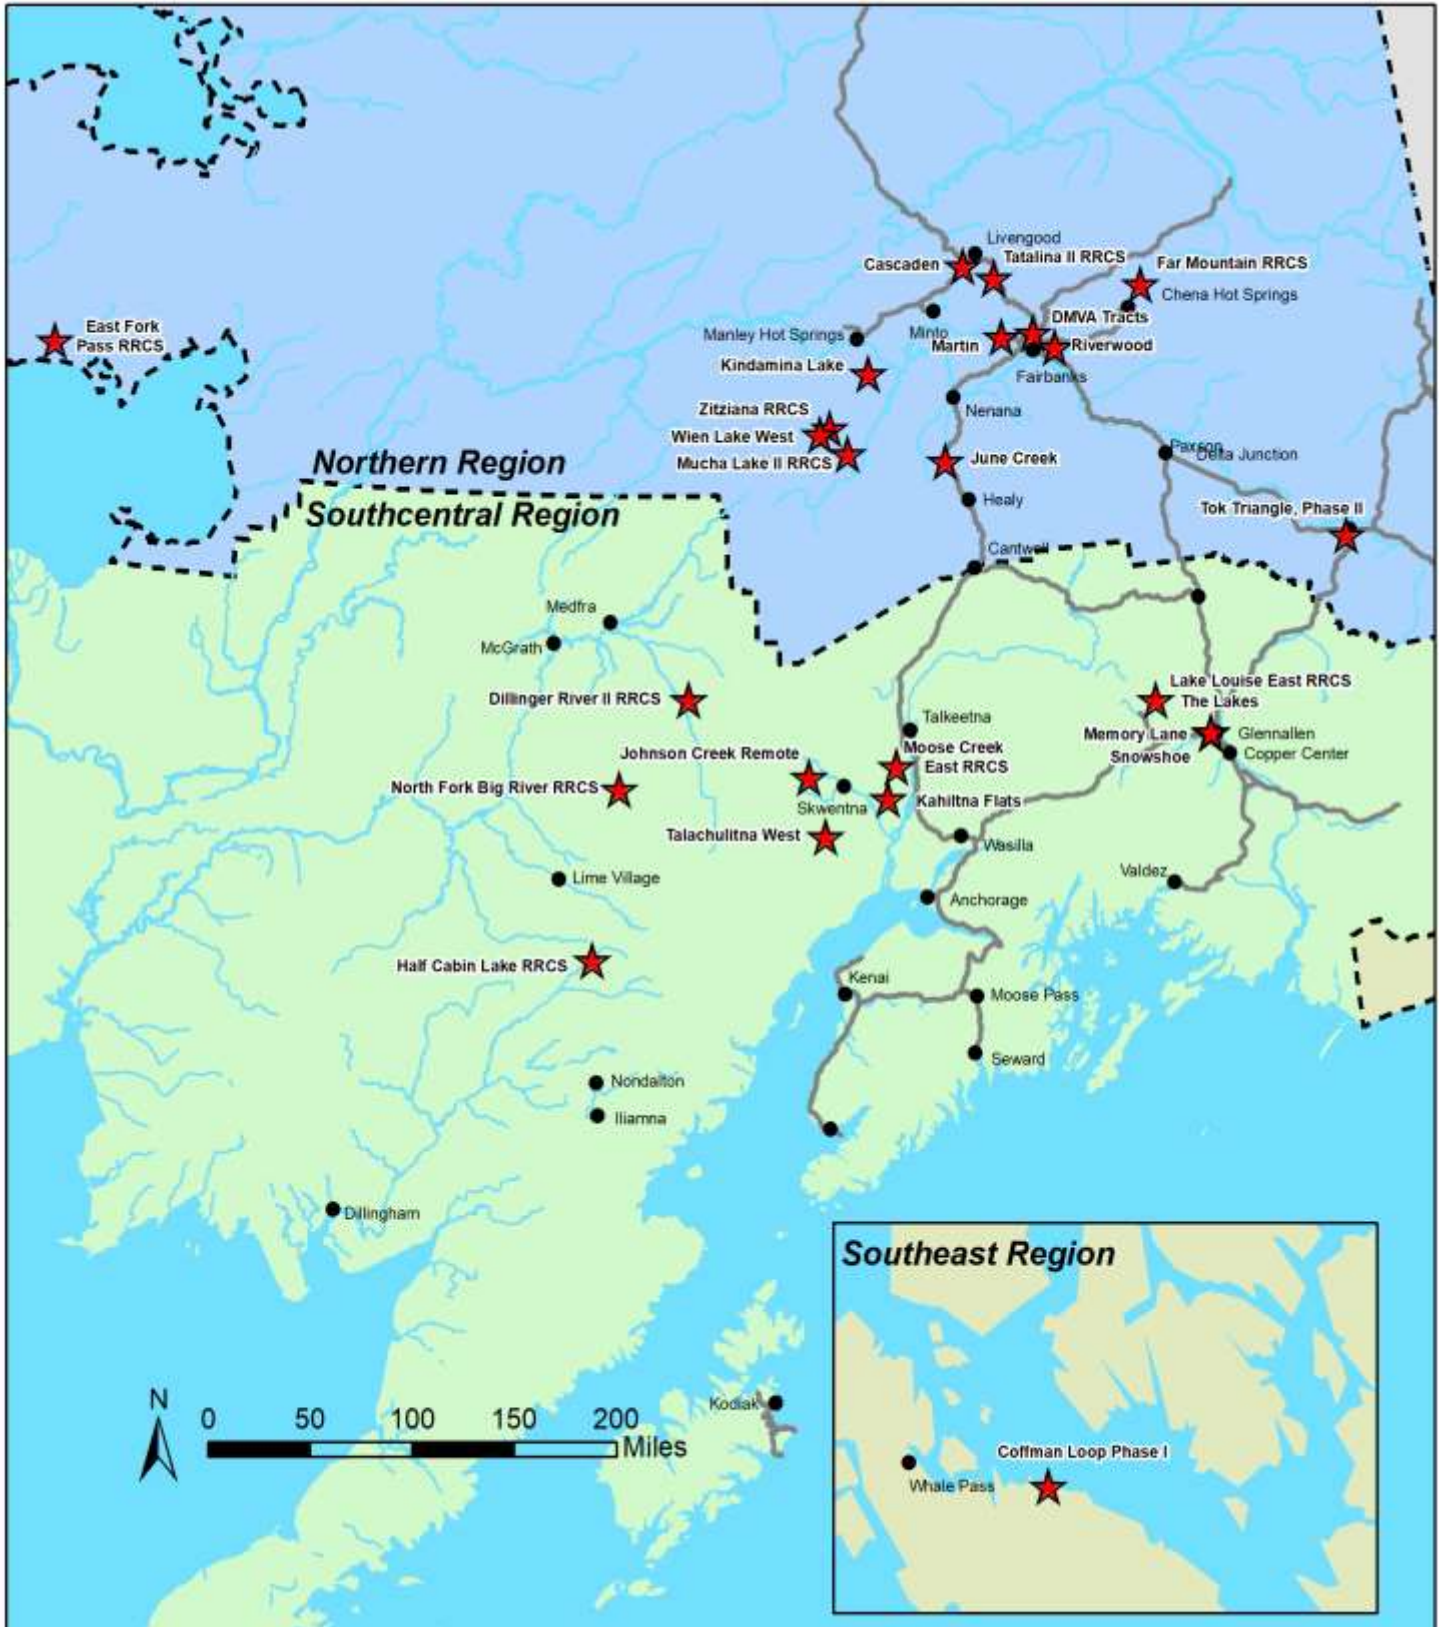 Livengood
Cascaden
Tatalina II RRCS
Far Mountain RRCS
Chena Hot Springs
East Fork
Pass RRCS
DMVA Tracts
Manley Hot Springs
Minto
Martin
Riverwood
Kindamina Lake
Fairbanks
Zitziana RRCS
Nenana
Wien Lake West
Paxson
Delta Junction
Northern Region
Mucha Lake II RRCS
June Creek
Healy
Southcentral Region
Tok Triangle, Phase II
Cantwell
Medfra
McGrath
Lake Louise East RRCS
Dillinger River II RRCS
The Lakes
Talkeetna
Memory Lane
Glennallen
Johnson Creek Remote
Moose Creek
East RRCS
Snowshoe
Copper Center
North Fork Big River RRCS
Skwentna
Kahiltna Flats
Talachulitna West
Wasilla
Lime Village
Valdez
Anchorage
Half Cabin Lake RRCS
Kenai
Moose Pass
Seward
Nondalton
Iliamna
Dillingham
Southeast Region
N
Kodiak
0 50 100 150 200
Miles
Coffman Loop Phase I
Whale Pass